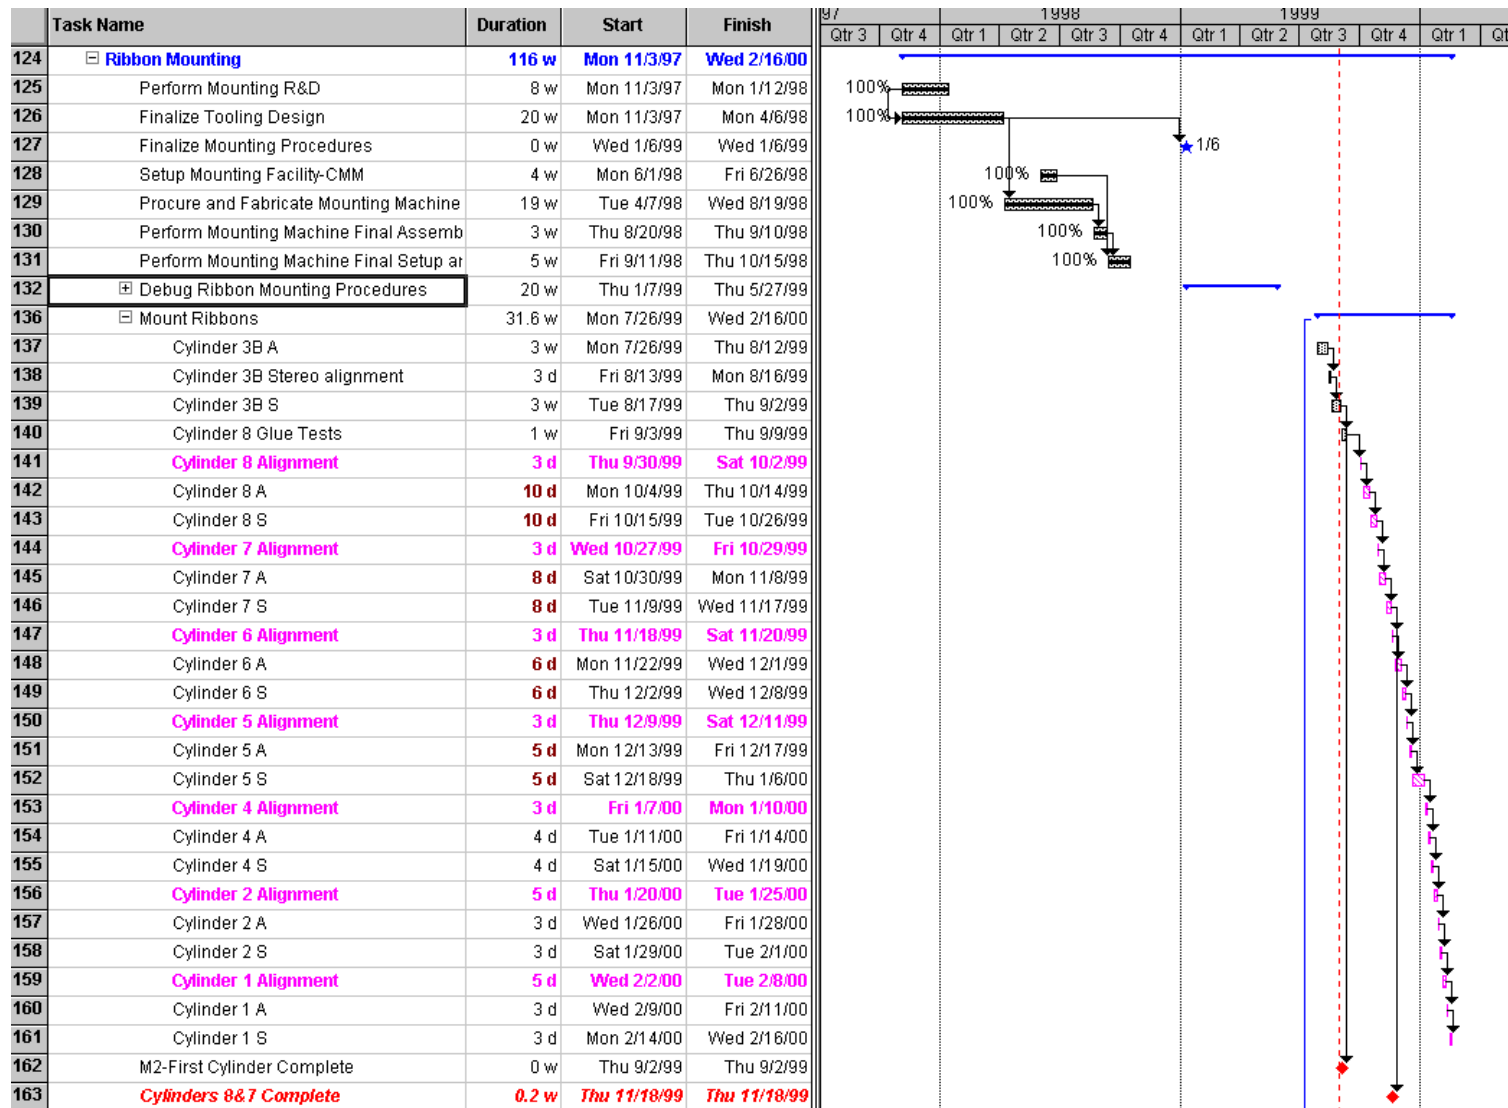 Task Name Duration Start Finish 97 1998 1999
Qtr 3 Qtr 4 Qtr 1 Qtr 2 Qtr 3 Qtr 4 Qtr 1 Qtr 2 Qtr 3 Qtr 4 Qtr 1 Qt
124 Ribbon Mounting 116 w Mon 11/3/97 Wed 2/16/00
125 Perform Mounting R&D 8 w Mon 11/3/97 Mon 1/12/98 100%
126 Finalize Tooling Design 20 w Mon 11/3/97 Mon 4/6/98 100%
127 Finalize Mounting Procedures 0 w Wed 1/6/99 Wed 1/6/99 1/6
128 Setup Mounting Facility-CMM 4 w Mon 6/1/98 Fri 6/26/98 100%
129 Procure and Fabricate Mounting Machine 19 w Tue 4/7/98 Wed 8/19/98 100%
130 Perform Mounting Machine Final Assemb 3 w Thu 8/20/98 Thu 9/10/98 100%
131 Perform Mounting Machine Final Setup ar 5 w Fri 9/11/98 Thu 10/15/98 100%
132 Debug Ribbon Mounting Procedures 20 w Thu 1/7/99 Thu 5/27/99
136 Mount Ribbons 31.6 w Mon 7/26/99 Wed 2/16/00
137 Cylinder 3B A 3 w Mon 7/26/99 Thu 8/12/99
138 Cylinder 3B Stereo alignment 3 d Fri 8/13/99 Mon 8/16/99
139 Cylinder 3B S 3 w Tue 8/17/99 Thu 9/2/99
140 Cylinder 8 Glue Tests 1 w Fri 9/3/99 Thu 9/9/99
141 Cylinder 8 Alignment 3 d Thu 9/30/99 Sat 10/2/99
142 Cylinder 8 A 10 d Mon 10/4/99 Thu 10/14/99
143 Cylinder 8 S 10 d Fri 10/15/99 Tue 10/26/99
144 Cylinder 7 Alignment 3 d Wed 10/27/99 Fri 10/29/99
145 Cylinder 7 A 8 d Sat 10/30/99 Mon 11/8/99
146 Cylinder 7 S 8 d Tue 11/9/99 Wed 11/17/99
147 Cylinder 6 Alignment 3 d Thu 11/18/99 Sat 11/20/99
148 Cylinder 6 A 6 d Mon 11/22/99 Wed 12/1/99
149 Cylinder 6 S 6 d Thu 12/2/99 Wed 12/8/99
150 Cylinder 5 Alignment 3 d Thu 12/9/99 Sat 12/11/99
151 Cylinder 5 A 5 d Mon 12/13/99 Fri 12/17/99
152 Cylinder 5 S 5 d Sat 12/18/99 Thu 1/6/00
153 Cylinder 4 Alignment 3 d Fri 1/7/00 Mon 1/10/00
154 Cylinder 4 A 4 d Tue 1/11/00 Fri 1/14/00
155 Cylinder 4 S 4 d Sat 1/15/00 Wed 1/19/00
156 Cylinder 2 Alignment 5 d Thu 1/20/00 Tue 1/25/00
157 Cylinder 2 A 3 d Wed 1/26/00 Fri 1/28/00
158 Cylinder 2 S 3 d Sat 1/29/00 Tue 2/1/00
159 Cylinder 1 Alignment 5 d Wed 2/2/00 Tue 2/8/00
160 Cylinder 1 A 3 d Wed 2/9/00 Fri 2/11/00
161 Cylinder 1 S 3 d Mon 2/14/00 Wed 2/16/00
162 M2-First Cylinder Complete 0 w Thu 9/2/99 Thu 9/2/99
163 Cylinders 8&7 Complete 0.2 w Thu 11/18/99 Thu 11/18/99